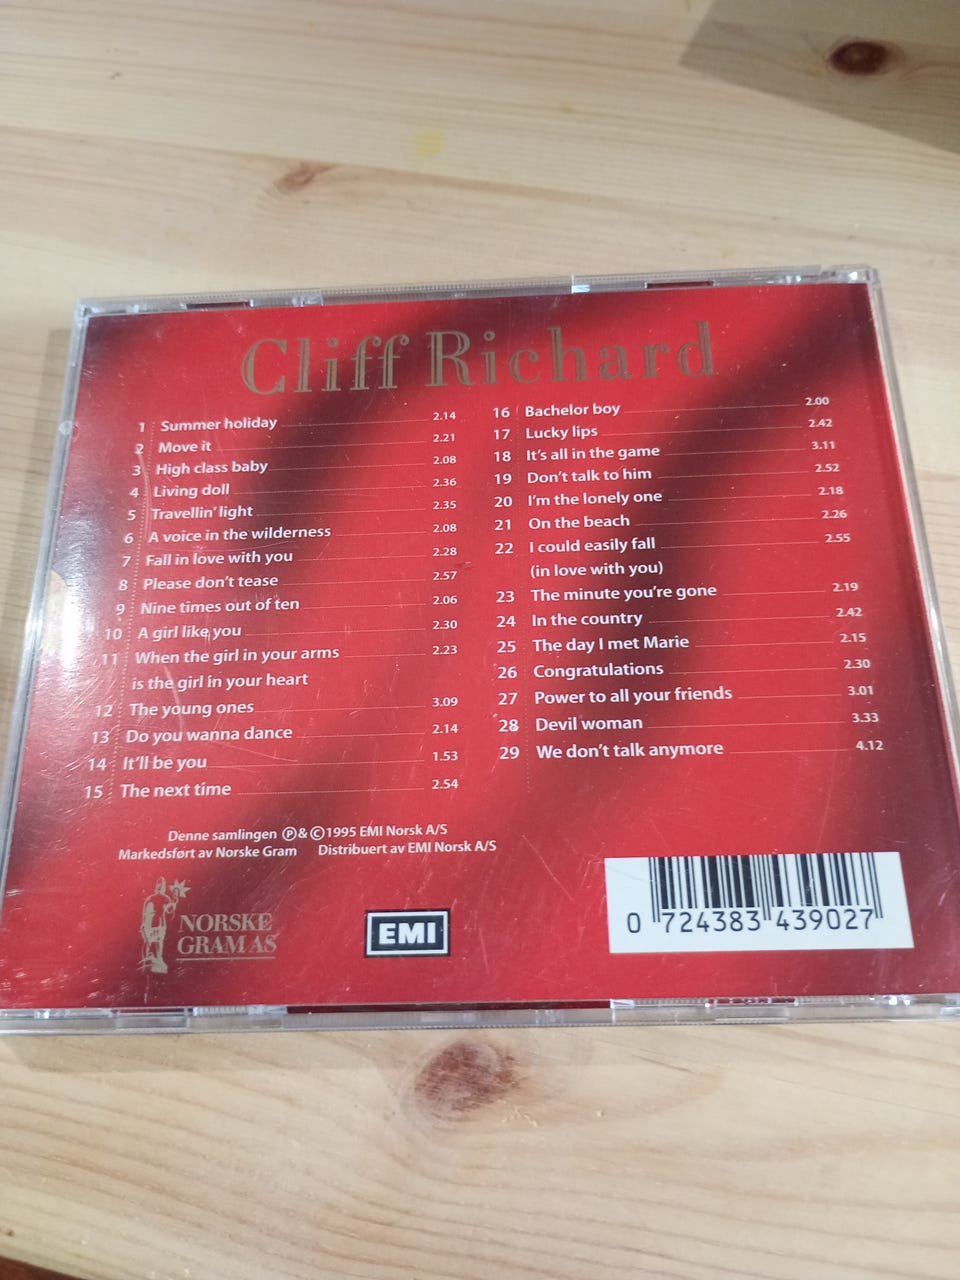 Cliff Richard
1 Summer holiday 2.14
2 Move it 2.21
3 High class baby 2.08
4 Living doll 2.36
5 Travellin' light 2.35
6 A voice in the wilderness 2.08
7 Fall in love with you 2.28
8 Please don't tease 2.57
9 Nine times out of ten 2.06
10 A girl like you 2.30
11 When the girl in your arms 2.23
is the girl in your heart
12 The young ones 3.09
13 Do you wanna dance 2.14
14 It'll be you 1.53
15 The next time 2.54
16 Bachelor boy 2.00
17 Lucky lips 2.42
18 It's all in the game 3.11
19 Don't talk to him 2.52
20 I'm the lonely one 2.18
21 On the beach 2.26
22 I could easily fall 2.55
(in love with you)
23 The minute you're gone 2.19
24 In the country 2.42
25 The day I met Marie 2.15
26 Congratulations 2.30
27 Power to all your friends 3.01
28 Devil woman 3.33
29 We don't talk anymore 4.12
Denne samlingen Ⓟ&©1995 EMI Norsk A/S
Markedsført av Norske Gram Distribuert av EMI Norsk A/S
NORSKE
GRAM AS
EMI
0 724383 439027